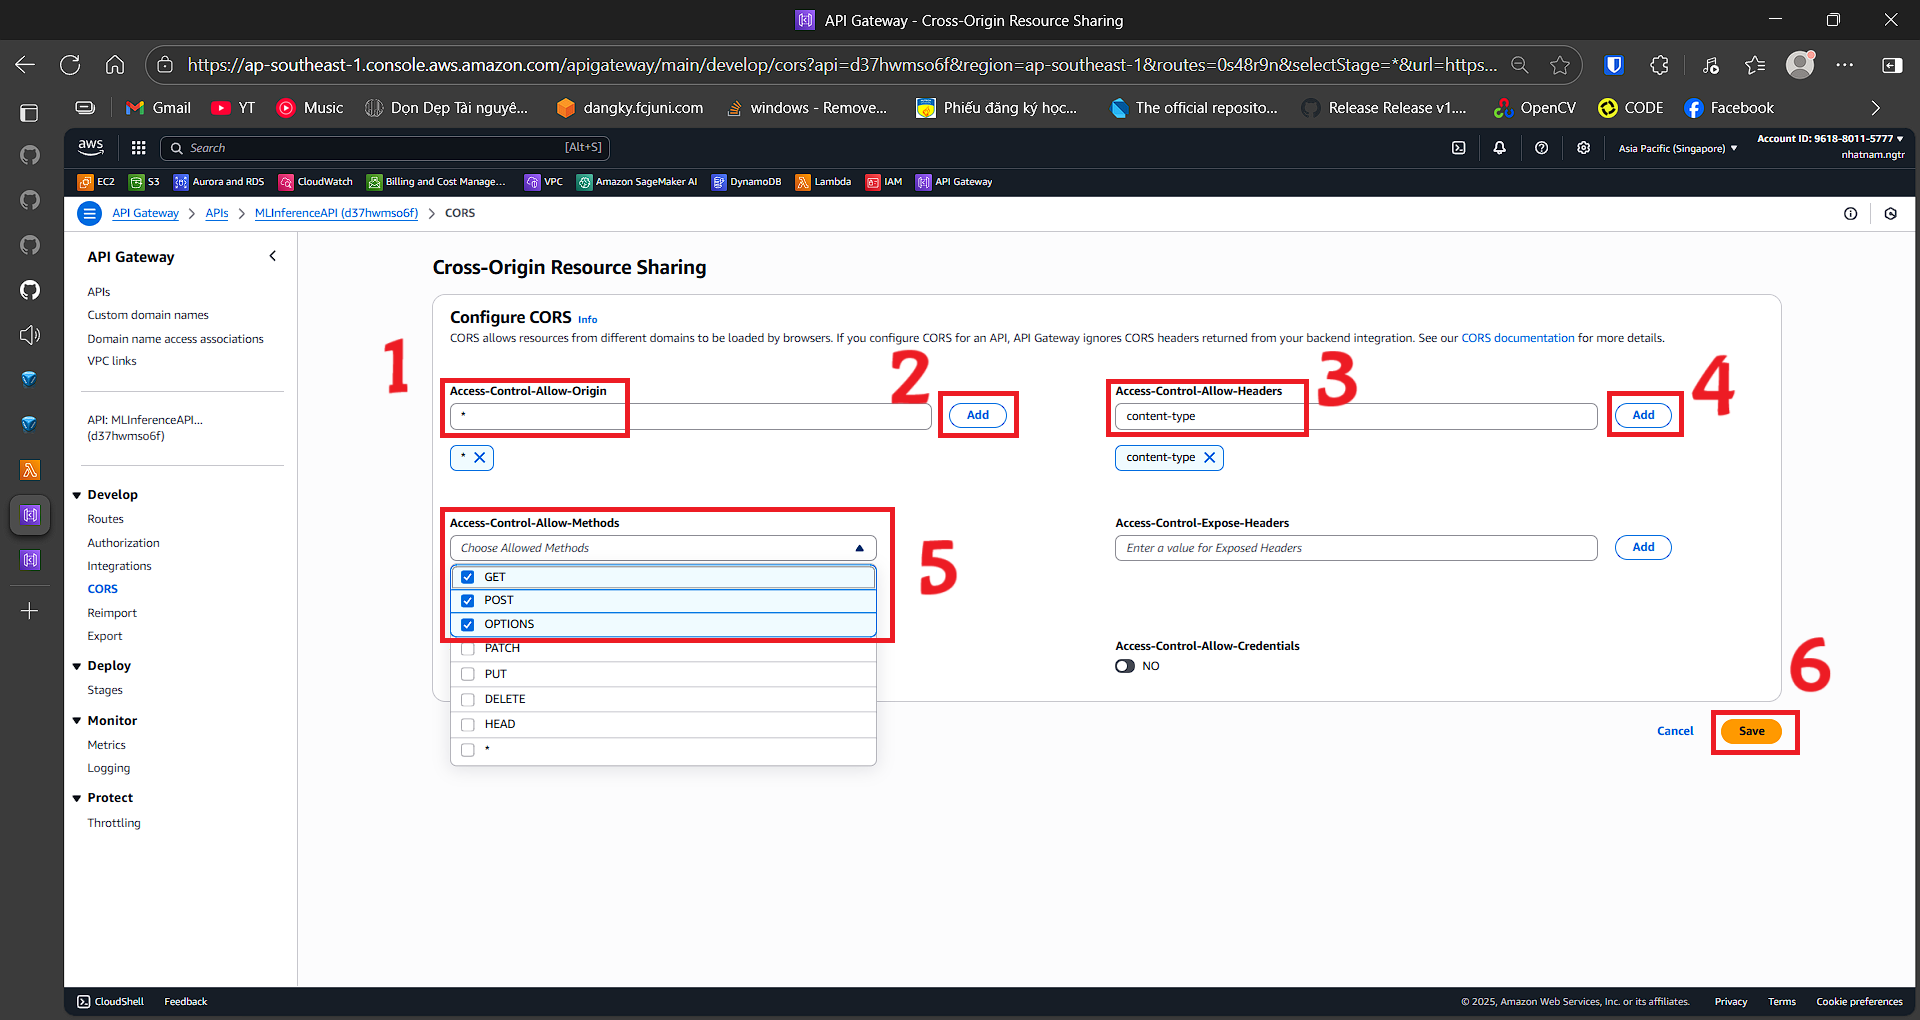 API Gateway - Cross-Origin Resource Sharing
https://ap-southeast-1.console.aws.amazon.com/apigateway/main/develop/cors?api=d37hwmso6f&region=ap-southeast-1&routes=0s48r9n&selectStage=*&url=https...
Gmail YT Music Dọn Dẹp Tài nguyê... dangky.fcjuni.com windows - Remove... Phiếu đăng ký học... The official reposito... Release Release v1.... OpenCV CODE Facebook
aws Search [Alt+S] Asia Pacific (Singapore) Account ID: 9618-8011-5777
nhatnam.ngtr
EC2 S3 Aurora and RDS CloudWatch Billing and Cost Manage... VPC Amazon SageMaker AI DynamoDB Lambda IAM API Gateway
API Gateway > APIs > MLInferenceAPI (d37hwmso6f) > CORS
API Gateway
APIs
Custom domain names
Domain name access associations
VPC links
API: MLInferenceAPI...
(d37hwmso6f)
Develop
Routes
Authorization
Integrations
CORS
Reimport
Export
Deploy
Stages
Monitor
Metrics
Logging
Protect
Throttling
Cross-Origin Resource Sharing
Configure CORS Info
CORS allows resources from different domains to be loaded by browsers. If you configure CORS for an API, API Gateway ignores CORS headers returned from your backend integration. See our CORS documentation for more details.
1
Access-Control-Allow-Origin
*
2
Add
* ×
3
Access-Control-Allow-Headers
content-type
4
Add
content-type ×
5
Access-Control-Allow-Methods
Choose Allowed Methods
GET
POST
OPTIONS
PATCH
PUT
DELETE
HEAD
*
Access-Control-Expose-Headers
Enter a value for Exposed Headers
Add
Access-Control-Allow-Credentials
NO
6
Cancel
Save
CloudShell Feedback © 2025, Amazon Web Services, Inc. or its affiliates. Privacy Terms Cookie preferences